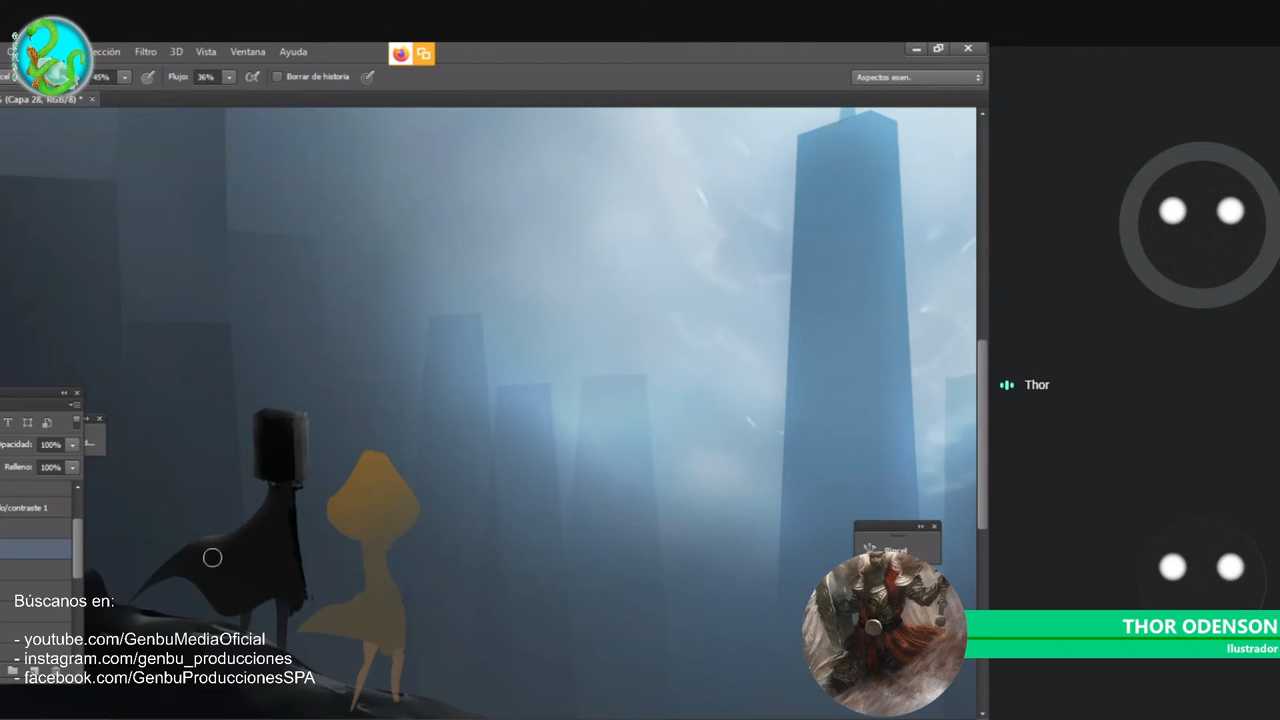 ección Filtro 3D Vista Ventana Ayuda
45% Flujo: 36% Borrar de historia Aspectos esen.
(Capa 28, RGB/8) *
Thor
Opacidad: 100%
Relleno: 100%
lo/contraste 1
Búscanos en:
- youtube.com/GenbuMediaOficial
- instagram.com/genbu_producciones
- facebook.com/GenbuProduccionesSPA
THOR ODENSON
Ilustrador